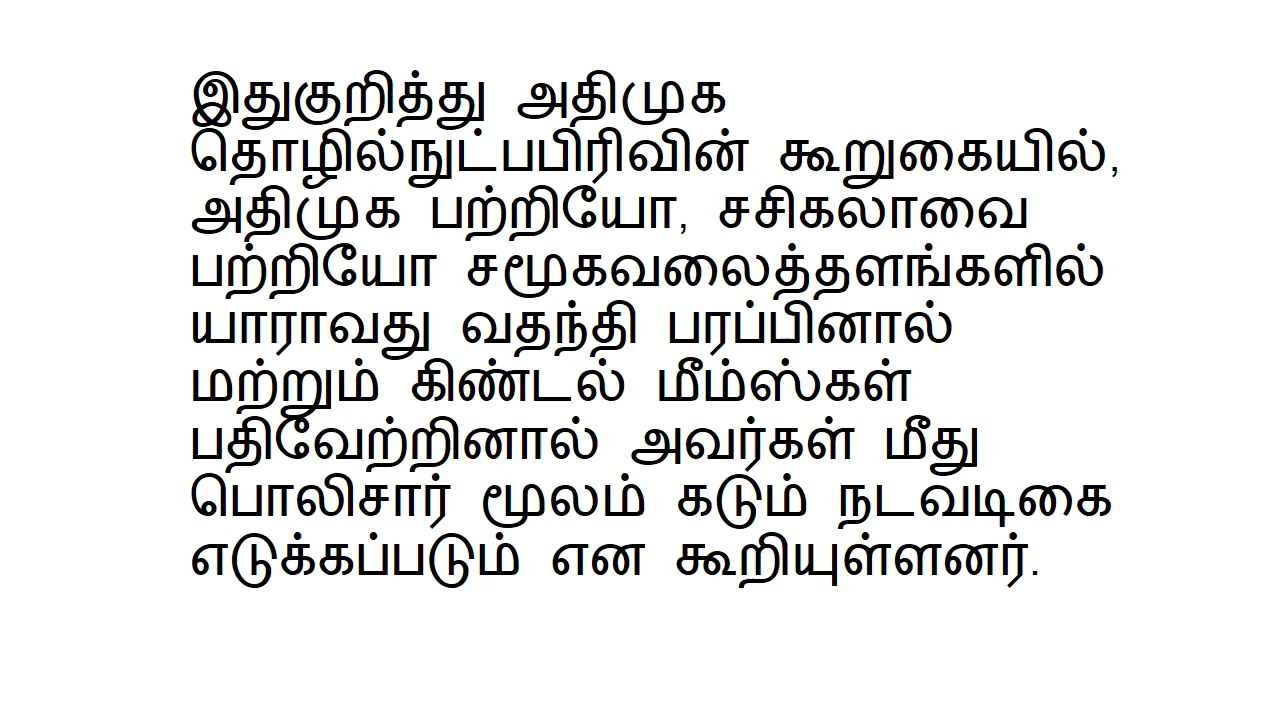 இதுகுறித்து அதிமுக
தொழில்நுட்பபிரிவின் கூறுகையில்,
அதிமுக பற்றியோ, சசிகலாவை
பற்றியோ சமூகவலைத்தளங்களில்
யாராவது வதந்தி பரப்பினால்
மற்றும் கிண்டல் மீம்ஸ்கள்
பதிவேற்றினால் அவர்கள் மீது
பொலிசார் மூலம் கடும் நடவடிகை
எடுக்கப்படும் என கூறியுள்ளனர்.